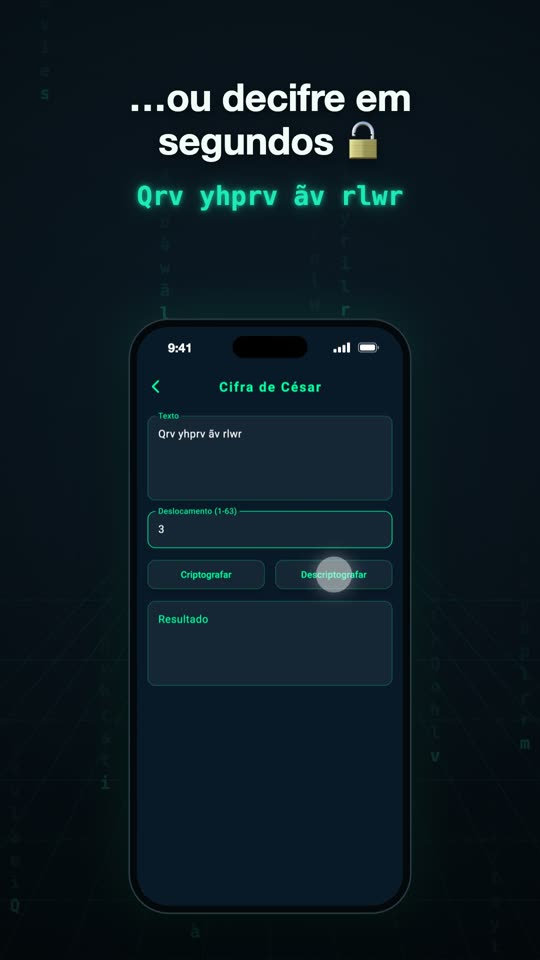 ...ou decifre em
segundos 🔒
Qrv yhprv ãv rlwr
9:41
Cifra de César
Texto
Qrv yhprv ãv rlwr
Deslocamento (1-63)
3
Criptografar
Descriptografar
Resultado